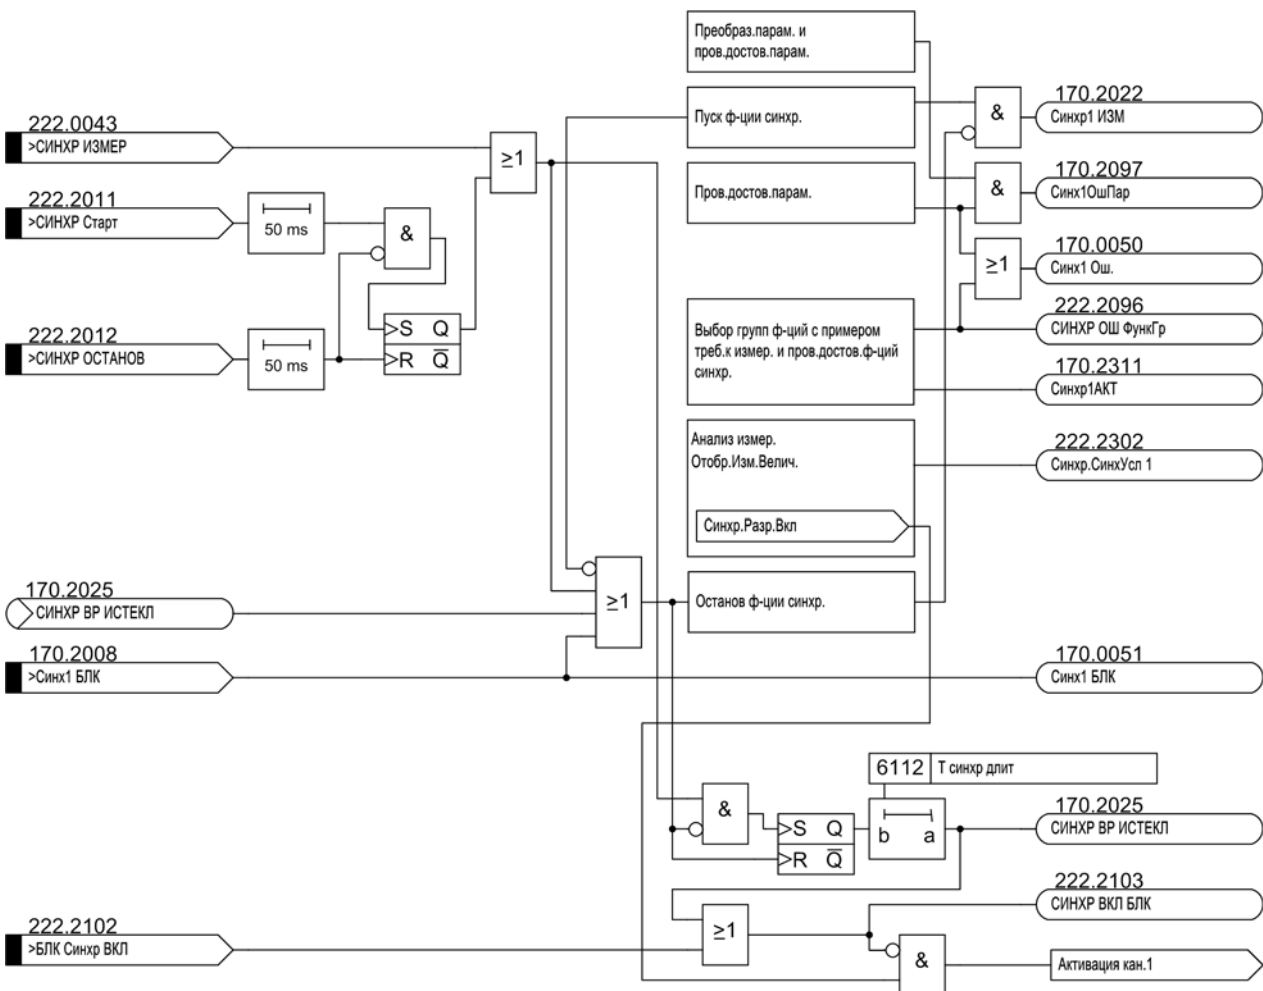 Преобраз.парам. и
пров.достов.парам.
170.2022
Пуск ф-ции синхр.
&
Синхр1 ИЗМ
222.0043
>СИНХР ИЗМЕР
≥1
170.2097
Пров.достов.парам.
&
Синх1ОшПар
222.2011
>СИНХР Старт
50 ms
&
170.0050
≥1
Синх1 Ош.
222.2012
>СИНХР ОСТАНОВ
50 ms
S Q
R Q̅
222.2096
Выбор групп ф-ций с примером
треб.к измер. и пров.достов.ф-ций
синхр.
СИНХР ОШ ФункГр
170.2311
Синхр1АКТ
Анализ измер.
Отобр.Изм.Велич.
222.2302
Синхр.СинхУсл 1
Синхр.Разр.Вкл
170.2025
СИНХР ВР ИСТЕКЛ
≥1
Останов ф-ции синхр.
170.2008
>Синх1 БЛК
170.0051
Синх1 БЛК
6112
Т синхр длит
&
S Q
R Q̅
b a
170.2025
СИНХР ВР ИСТЕКЛ
222.2103
СИНХР ВКЛ БЛК
222.2102
>БЛК Синхр ВКЛ
≥1
&
Активация кан.1